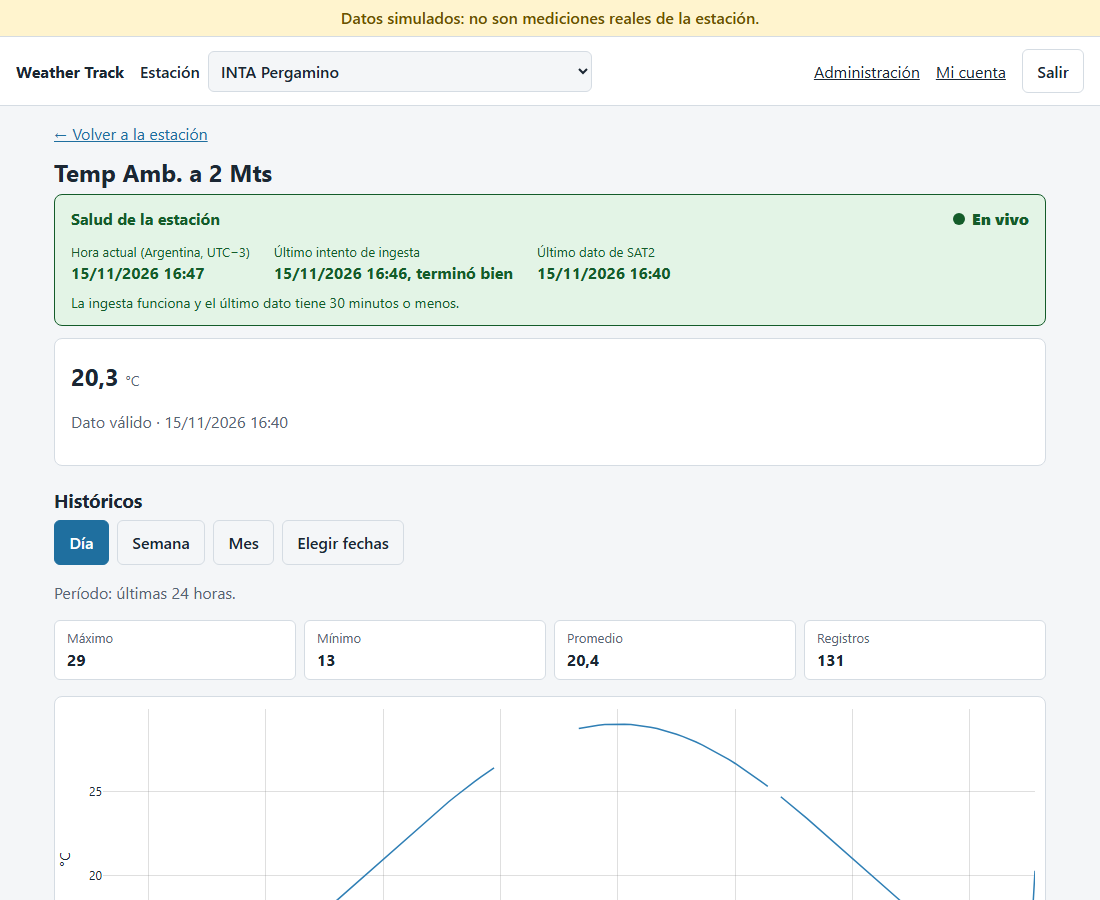 Datos simulados: no son mediciones reales de la estación.
Weather Track Estación INTA Pergamino Administración Mi cuenta Salir
← Volver a la estación
Temp Amb. a 2 Mts
Salud de la estación En vivo
Hora actual (Argentina, UTC−3) Último intento de ingesta Último dato de SAT2
15/11/2026 16:47 15/11/2026 16:46, terminó bien 15/11/2026 16:40
La ingesta funciona y el último dato tiene 30 minutos o menos.
20,3 °C
Dato válido · 15/11/2026 16:40
Históricos
Día Semana Mes Elegir fechas
Período: últimas 24 horas.
Máximo Mínimo Promedio Registros
29 13 20,4 131
25
°C
20